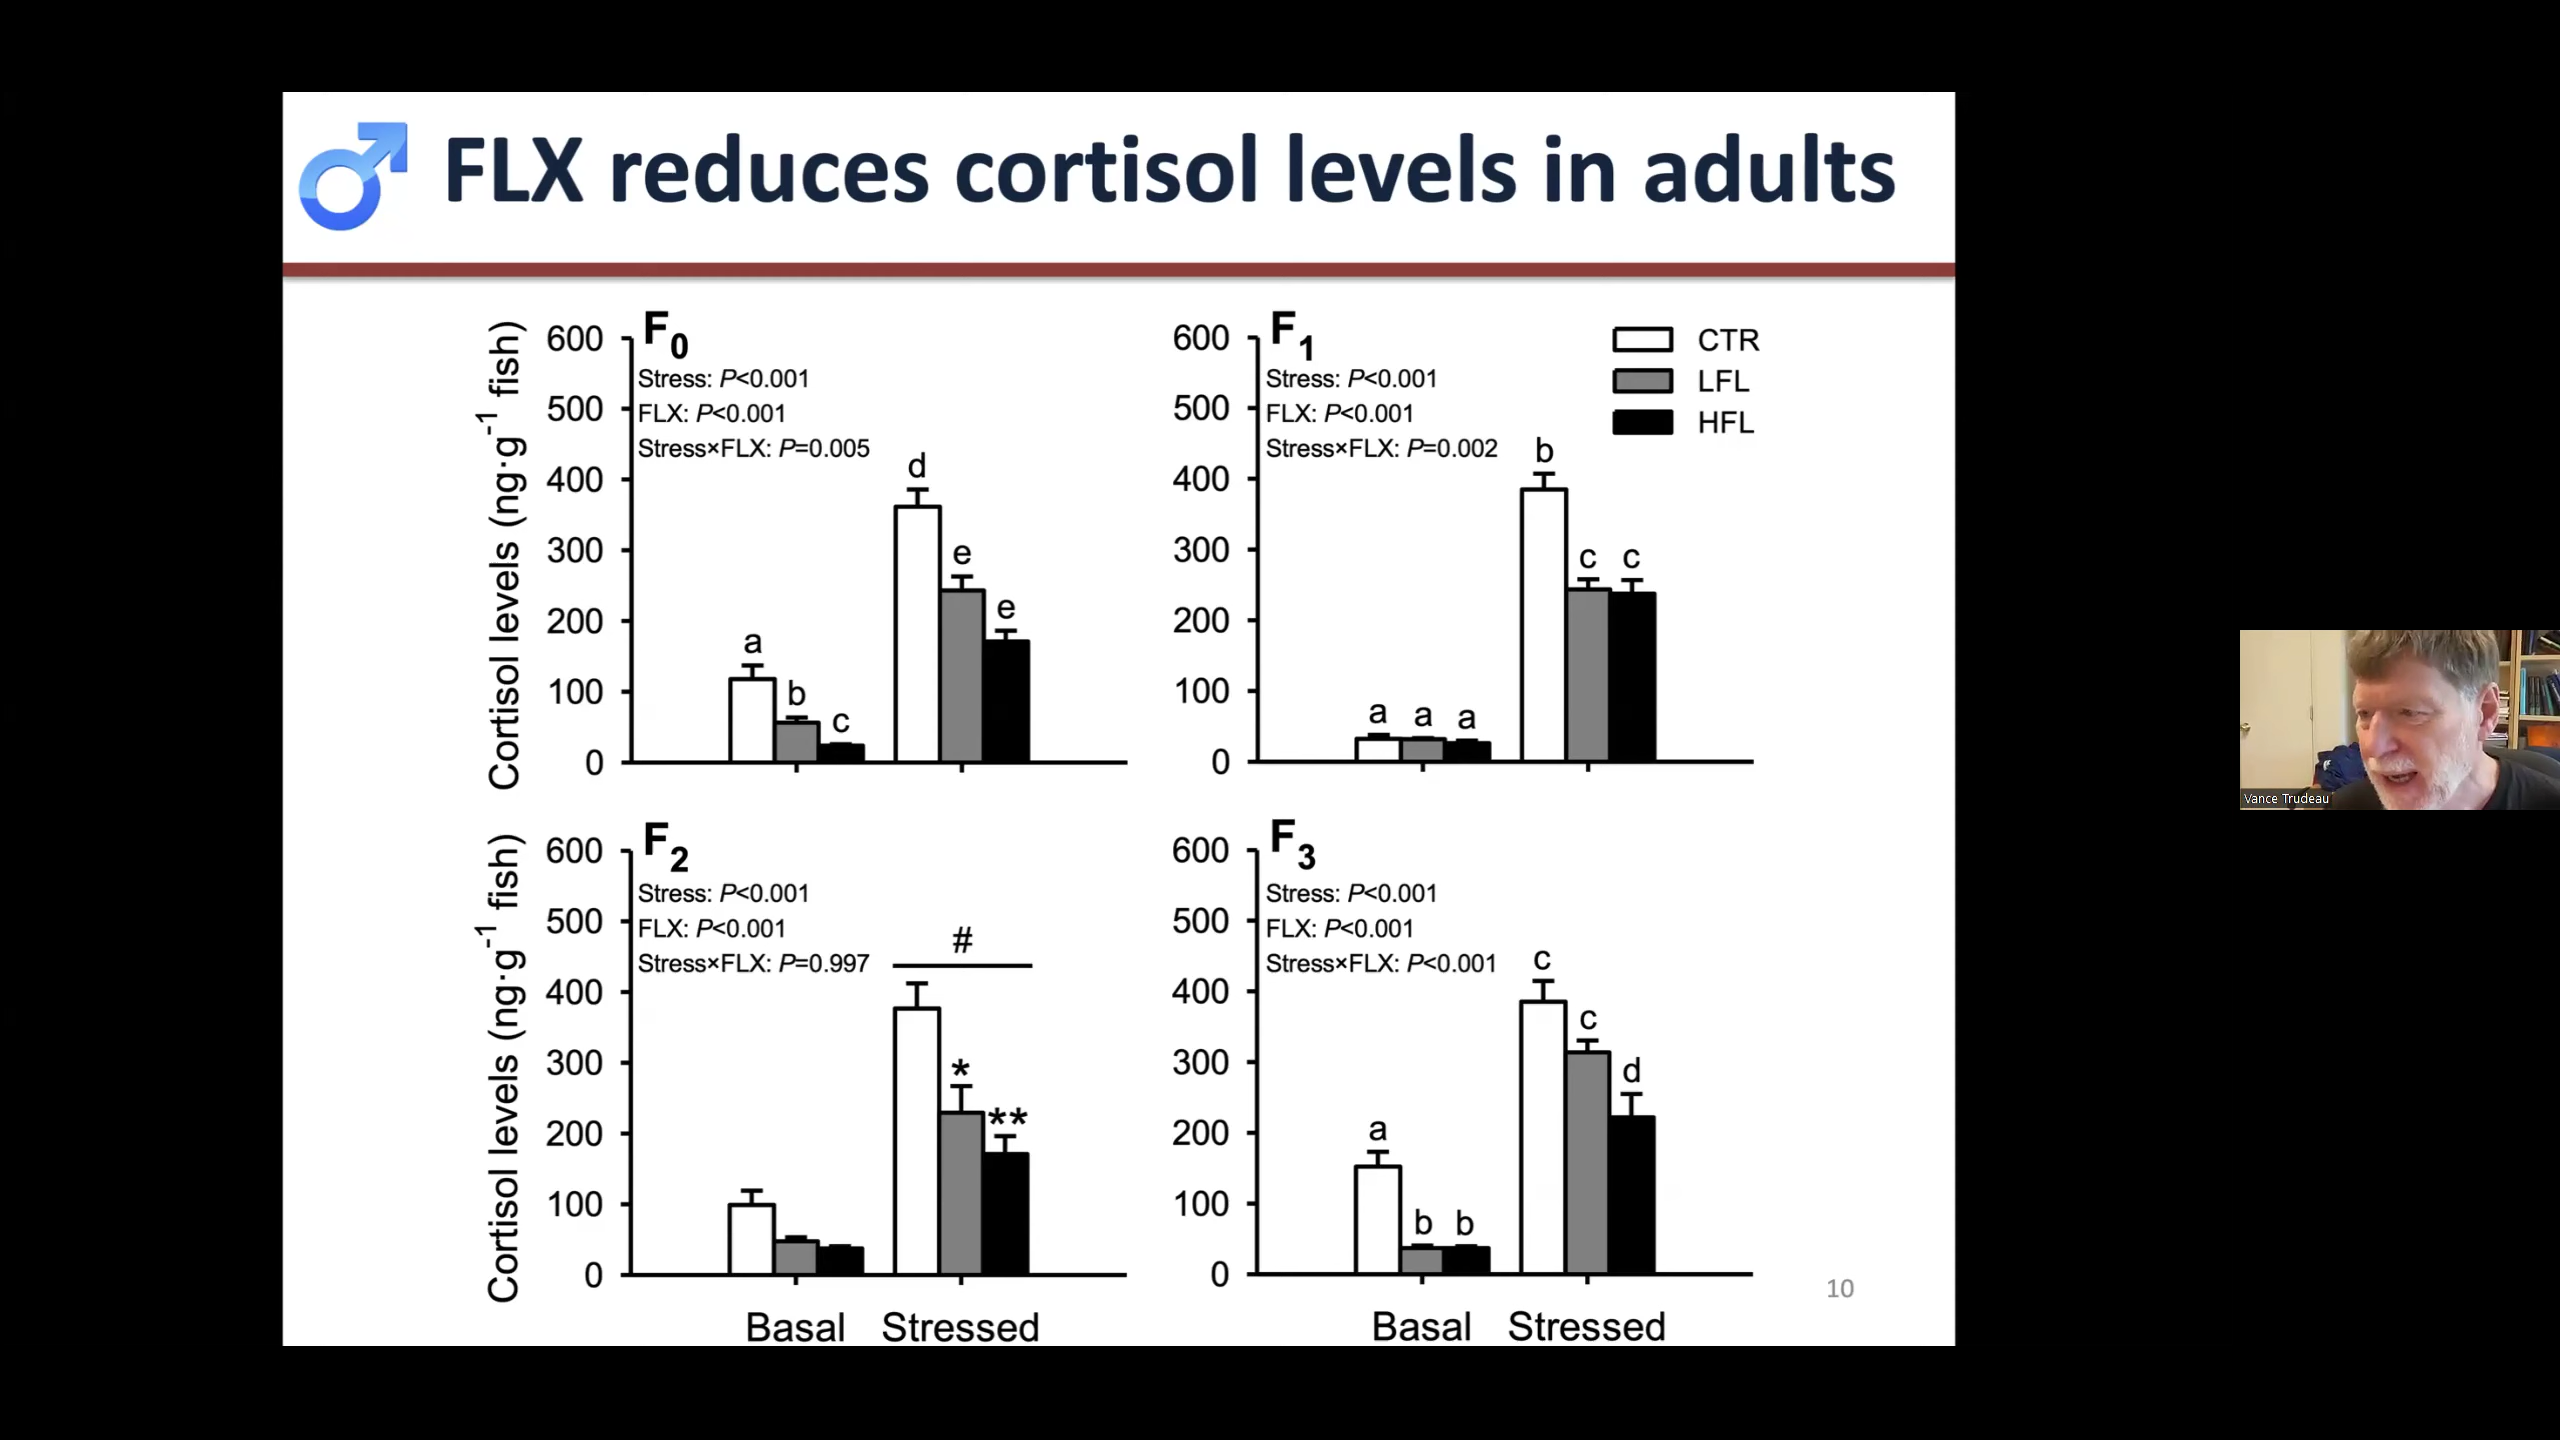 FLX reduces cortisol levels in adults
F0
Stress: P<0.001
FLX: P<0.001
Stress×FLX: P=0.005
Cortisol levels (ng·g-1 fish)
600
500
400
300
200
100
0
a
b
c
d
e
e
F1
Stress: P<0.001
FLX: P<0.001
Stress×FLX: P=0.002
600
500
400
300
200
100
0
a
a
a
b
c
c
CTR
LFL
HFL
F2
Stress: P<0.001
FLX: P<0.001
Stress×FLX: P=0.997
Cortisol levels (ng·g-1 fish)
600
500
400
300
200
100
0
#
*
**
Basal Stressed
F3
Stress: P<0.001
FLX: P<0.001
Stress×FLX: P<0.001
600
500
400
300
200
100
0
a
b
b
c
c
d
Basal Stressed
10
Vance Trudeau